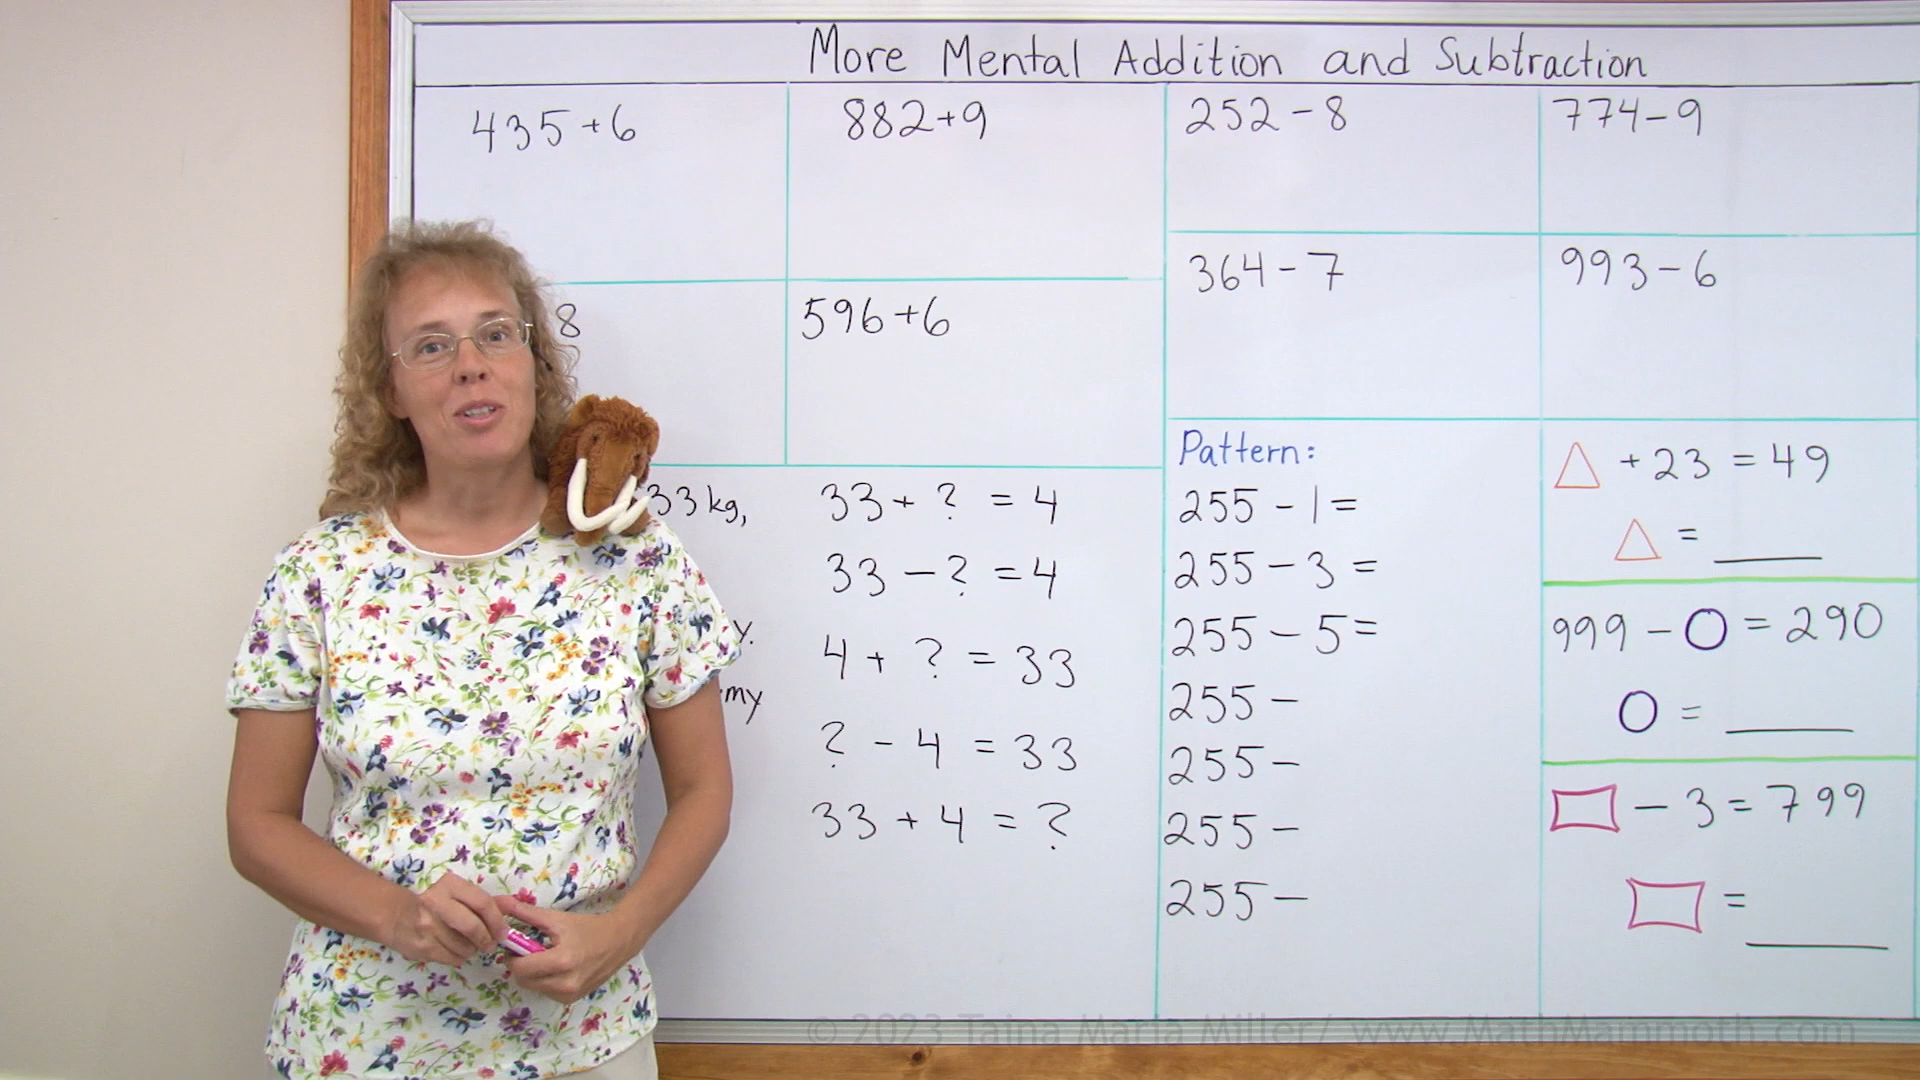 More Mental Addition and Subtraction
435 + 6
882 + 9
252 - 8
774 - 9
8
596 + 6
364 - 7
993 - 6
33 kg,
y.
my
33 + ? = 4
33 - ? = 4
4 + ? = 33
? - 4 = 33
33 + 4 = ?
Pattern:
255 - 1 =
255 - 3 =
255 - 5 =
255 -
255 -
255 -
255 -
△ + 23 = 49
△ = ____
999 - O = 290
O = ____
▭ - 3 = 799
▭ = ____
© 2023 Taina Maria Miller / www.MathMammoth.com